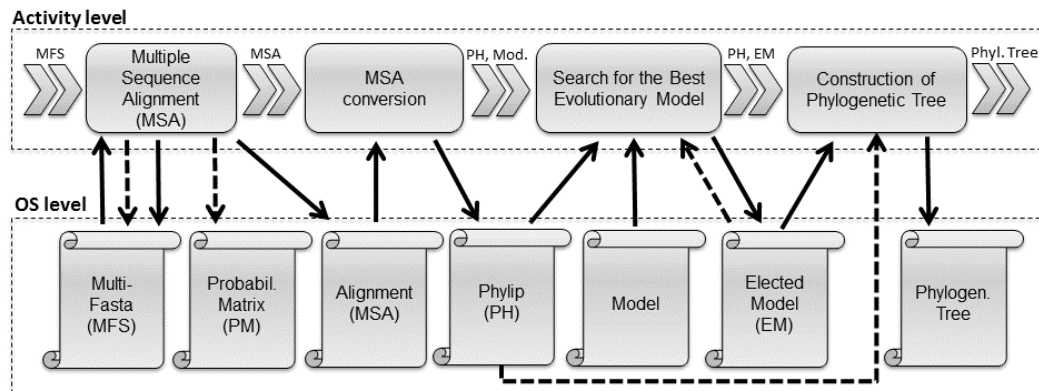 Activity level
MFS
Multiple
Sequence
Alignment
(MSA)
MSA
MSA
conversion
PH, Mod.
Search for the Best
Evolutionary Model
PH, EM
Construction of
Phylogenetic Tree
Phyl. Tree
OS level
Multi-
Fasta
(MFS)
Probabil.
Matrix
(PM)
Alignment
(MSA)
Phylip
(PH)
Model
Elected
Model
(EM)
Phylogen.
Tree